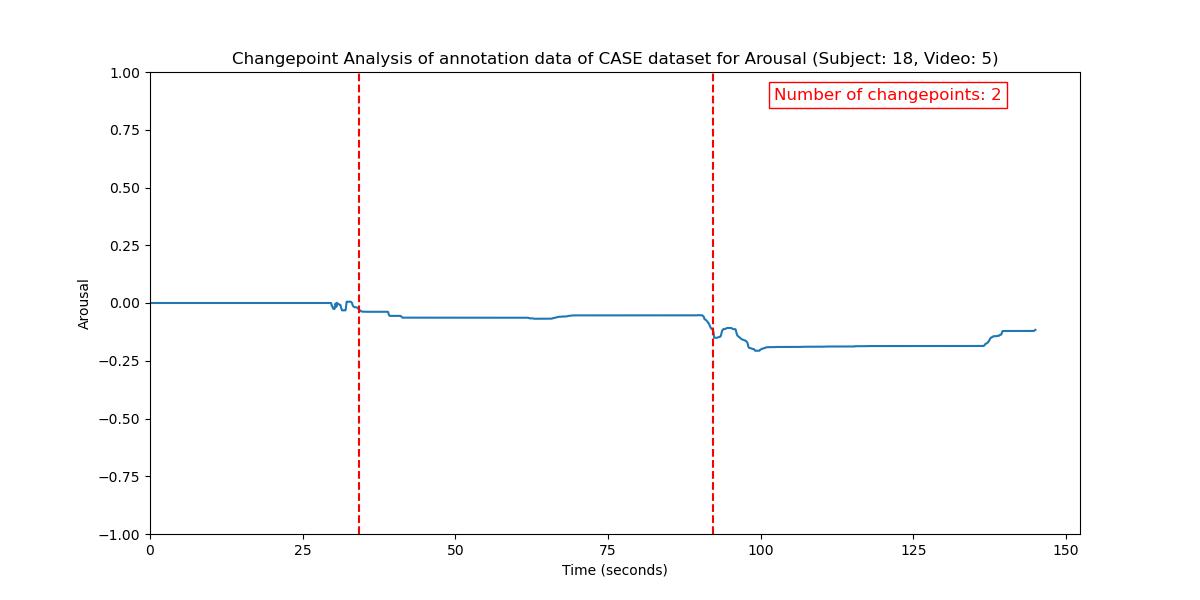 Changepoint Analysis of annotation data of CASE dataset for Arousal (Subject: 18, Video: 5)
Number of changepoints: 2
1.00
0.75
0.50
0.25
0.00
−0.25
−0.50
−0.75
−1.00
Arousal
0 25 50 75 100 125 150
Time (seconds)